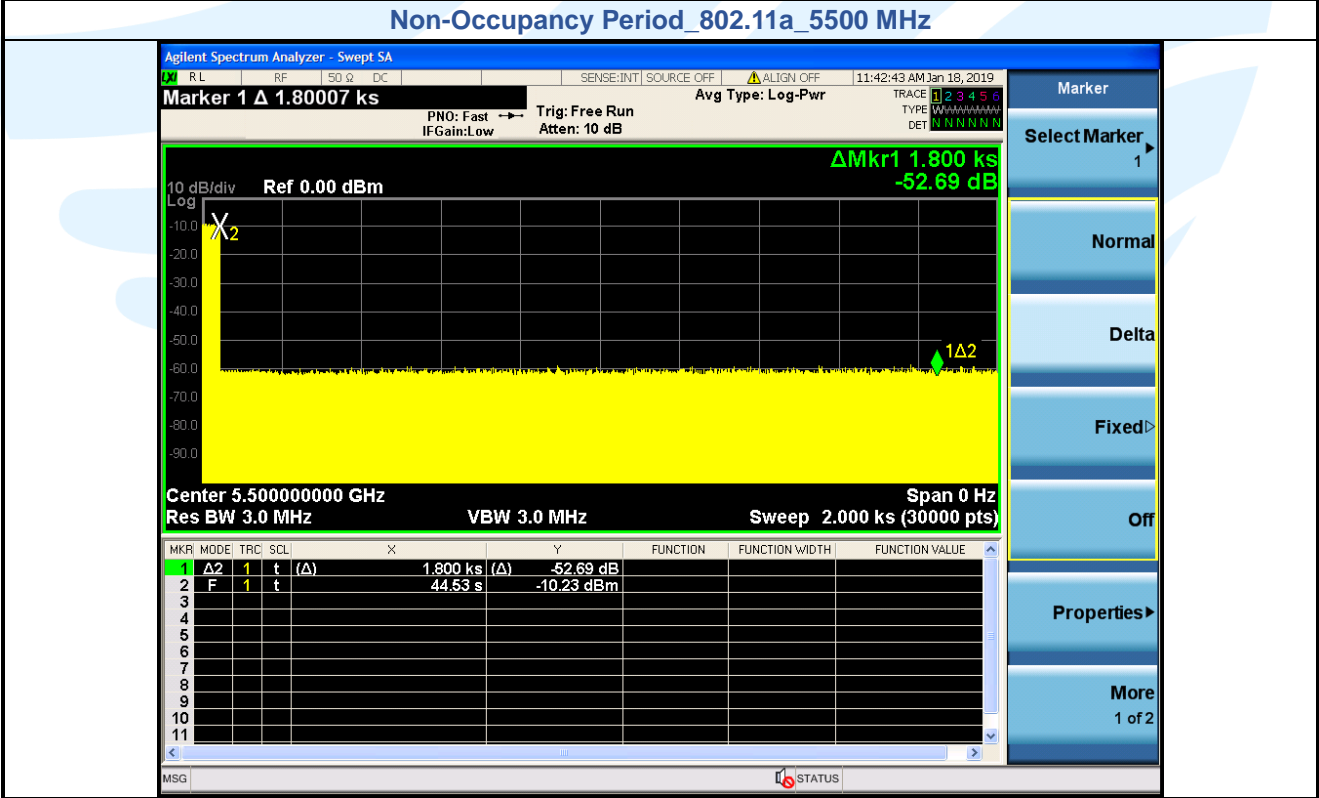 Non-Occupancy Period_802.11a_5500 MHz
Agilent Spectrum Analyzer - Swept SA
LXI RL RF 50 Ω DC SENSE:INT SOURCE OFF ALIGN OFF 11:42:43 AM Jan 18, 2019
Marker 1 Δ 1.80007 ks
PNO: Fast
IFGain:Low
Trig: Free Run
Atten: 10 dB
Avg Type: Log-Pwr
TRACE 1 2 3 4 5 6
TYPE WWWWWW
DET N N N N N N
ΔMkr1 1.800 ks
-52.69 dB
10 dB/div Ref 0.00 dBm
Log
-10.0
-20.0
-30.0
-40.0
-50.0
-60.0
-70.0
-80.0
-90.0
X2
1Δ2
Center 5.500000000 GHz Span 0 Hz
Res BW 3.0 MHz VBW 3.0 MHz Sweep 2.000 ks (30000 pts)
MKR MODE TRC SCL X Y FUNCTION FUNCTION WIDTH FUNCTION VALUE
1 Δ2 1 t (Δ) 1.800 ks (Δ) -52.69 dB
2 F 1 t 44.53 s -10.23 dBm
3
4
5
6
7
8
9
10
11
MSG STATUS
Marker
Select Marker
1
Normal
Delta
Fixed
Off
Properties
More
1 of 2